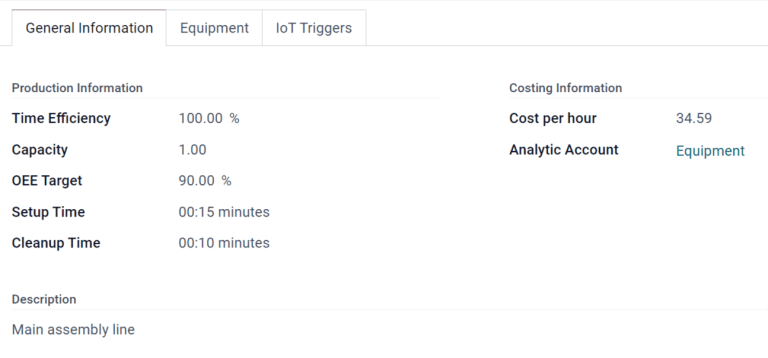 General Information Equipment IoT Triggers
Production Information Costing Information
Time Efficiency 100.00 % Cost per hour 34.59
Capacity 1.00 Analytic Account Equipment
OEE Target 90.00 %
Setup Time 00:15 minutes
Cleanup Time 00:10 minutes
Description
Main assembly line